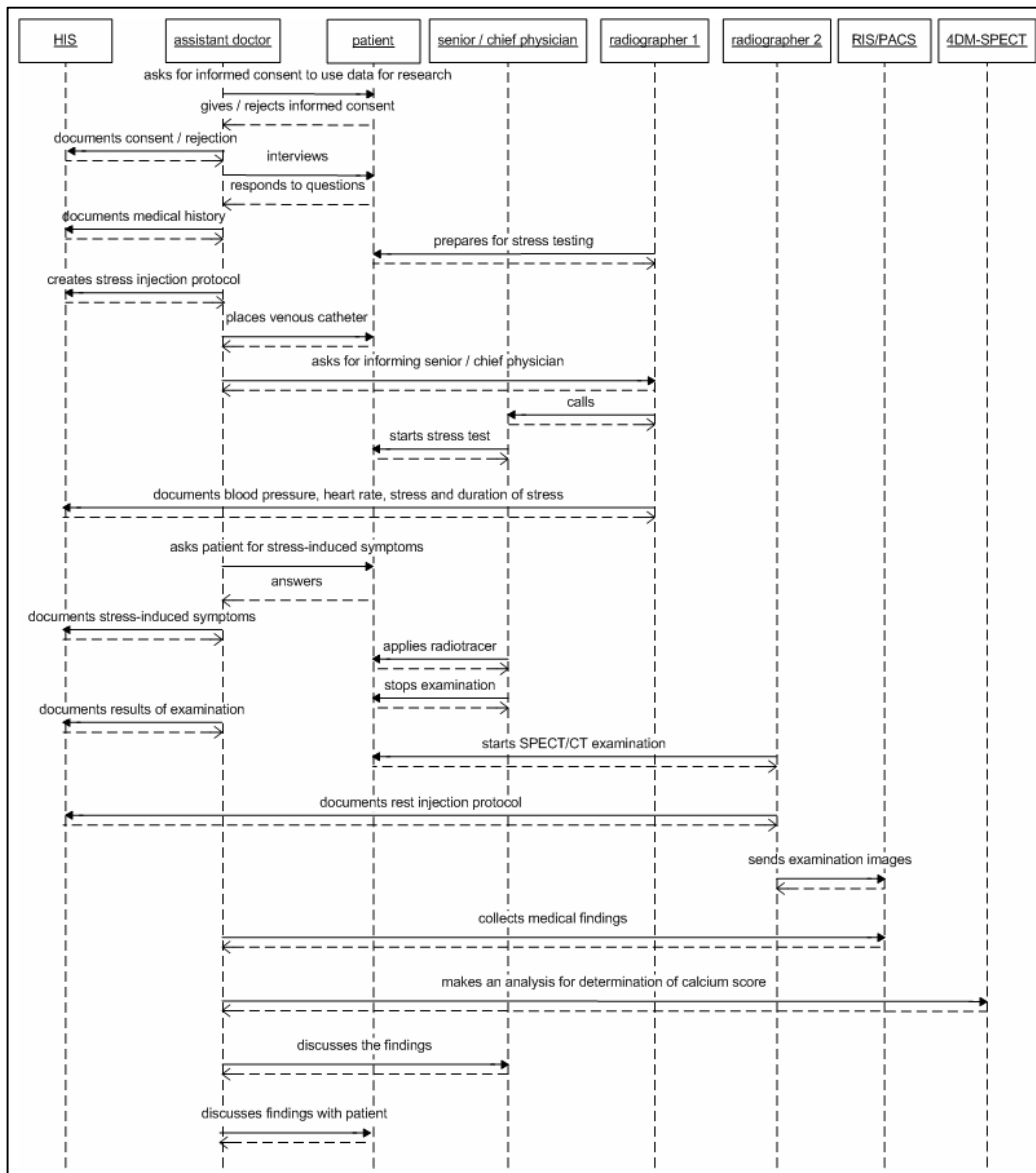 HIS
assistant doctor
patient
senior / chief physician
radiographer 1
radiographer 2
RIS/PACS
4DM-SPECT
asks for informed consent to use data for research
gives / rejects informed consent
documents consent / rejection
interviews
responds to questions
documents medical history
prepares for stress testing
creates stress injection protocol
places venous catheter
asks for informing senior / chief physician
calls
starts stress test
documents blood pressure, heart rate, stress and duration of stress
asks patient for stress-induced symptoms
answers
documents stress-induced symptoms
applies radiotracer
stops examination
documents results of examination
starts SPECT/CT examination
documents rest injection protocol
sends examination images
collects medical findings
makes an analysis for determination of calcium score
discusses the findings
discusses findings with patient